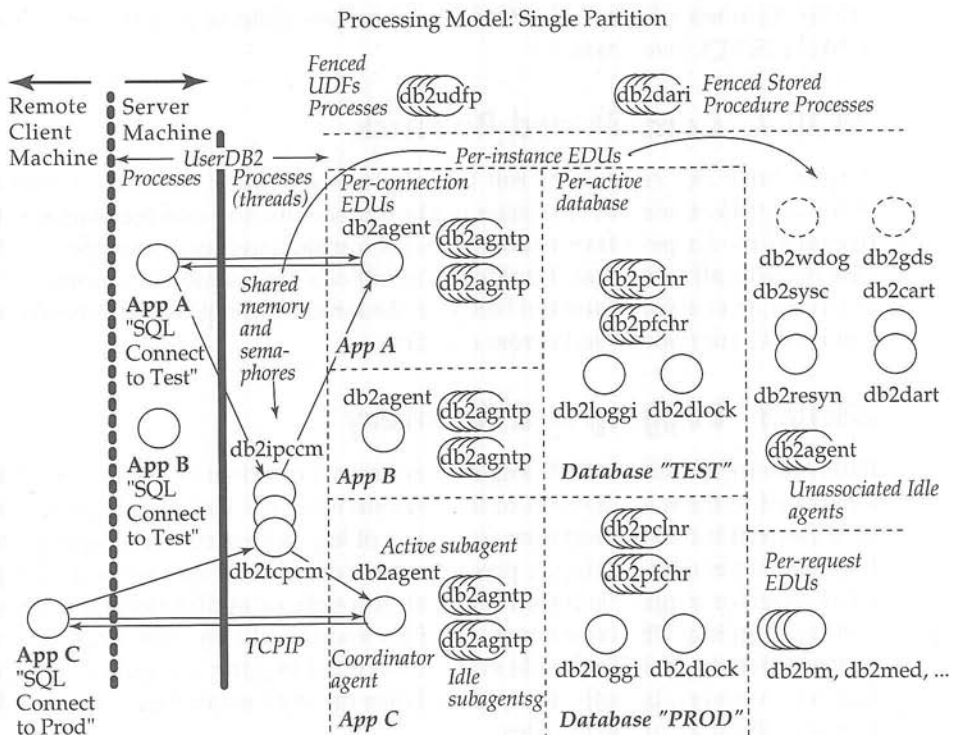 Processing Model: Single Partition
Fenced
UDFs
Processes
db2udfp
db2dari
Fenced Stored
Procedure Processes
Remote
Client
Machine
Server
Machine
UserDB2
Processes
Processes
(threads)
Per-instance EDUs
Per-connection
EDUs
db2agent
db2agntp
db2agntp
App A
Per-active
database
db2pclnr
db2pfchr
db2loggi db2dlock
Database "TEST"
db2wdog db2gds
db2sysc db2cart
db2resyn db2dart
db2agent
Unassociated Idle
agents
App A
"SQL
Connect
to Test"
Shared
memory
and
sema-
phores
App B
"SQL
Connect
to Test"
db2ipccm
db2tcpcm
db2agent
db2agntp
db2agntp
App B
Active subagent
db2agent
db2agntp
db2agntp
Coordinator
agent
Idle
subagentsg
App C
TCPIP
App C
"SQL
Connect
to Prod"
db2pclnr
db2pfchr
db2loggi db2dlock
Database "PROD"
Per-request
EDUs
db2bm, db2med, ...